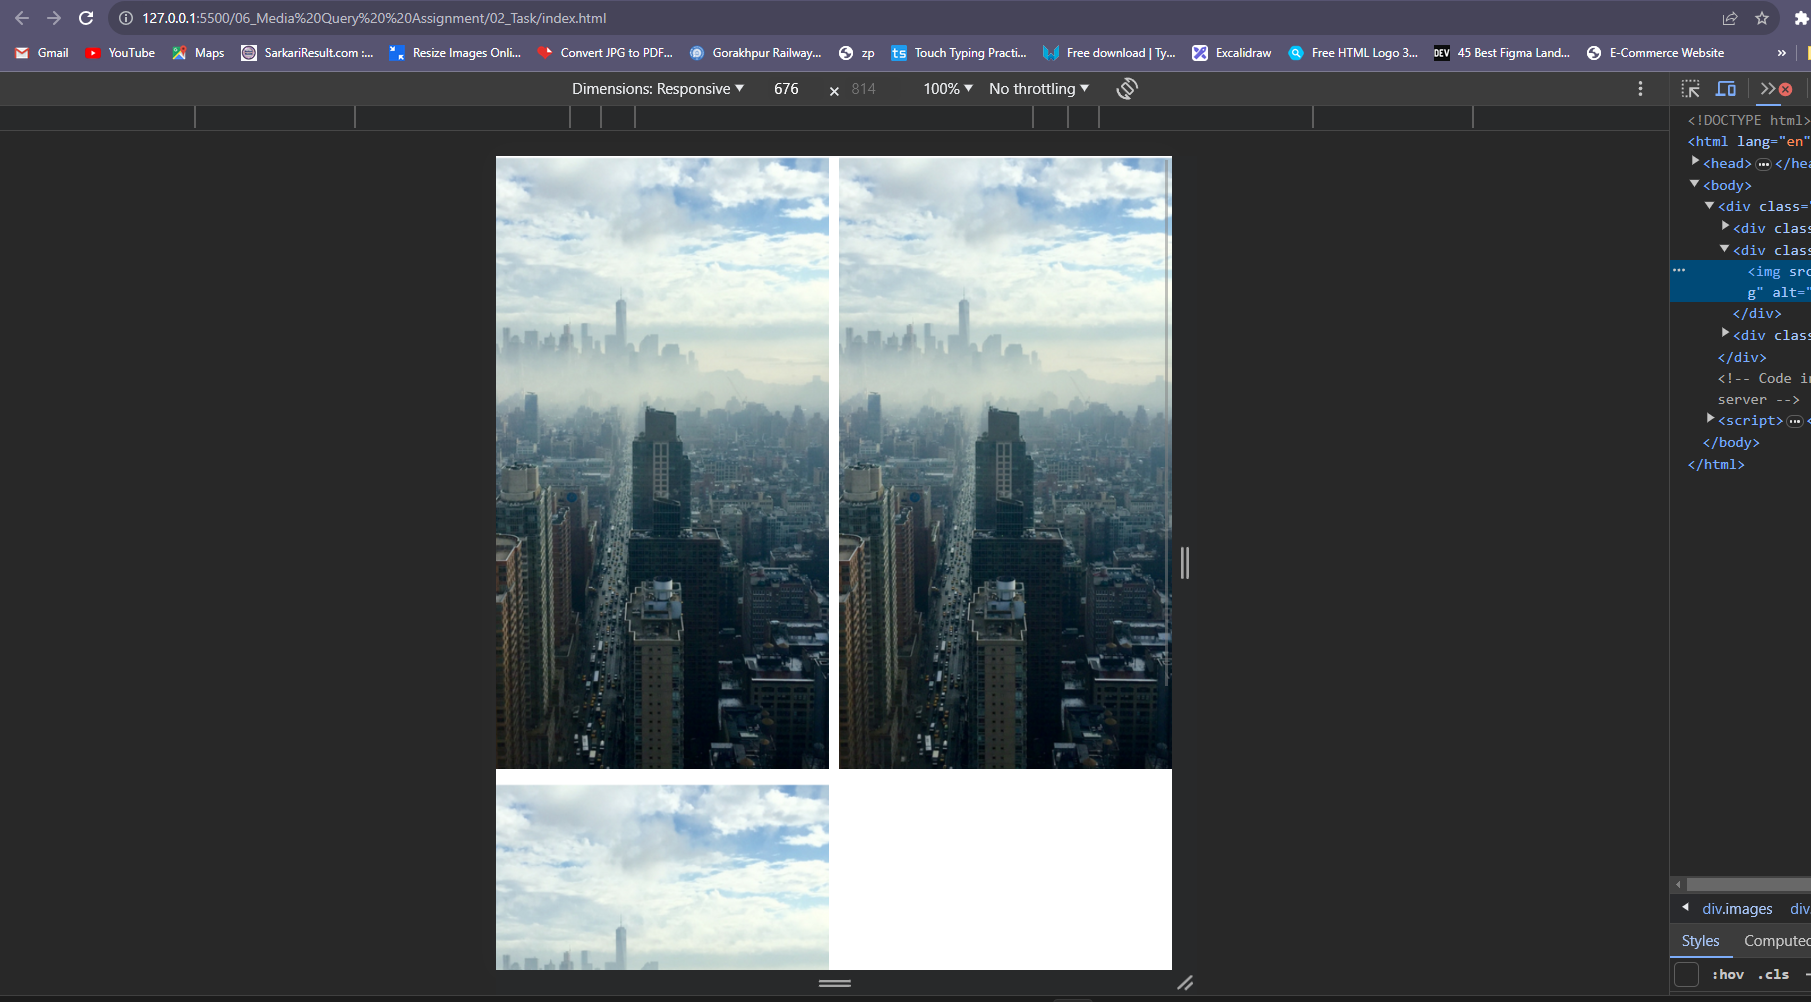 127.0.0.1:5500/06_Media%20Query%20%20Assignment/02_Task/index.html
Gmail YouTube Maps SarkariResult.com :... Resize Images Onli... Convert JPG to PDF... Gorakhpur Railway... zp Touch Typing Practi... Free download | Ty... Excalidraw Free HTML Logo 3... DEV 45 Best Figma Land... E-Commerce Website »
Dimensions: Responsive 676 × 814 100% No throttling
<!DOCTYPE html>
<html lang="en"
<head> ... </hea
<body>
<div class="
<div clas
<div clas
... <img src
g" alt="
</div>
<div clas
</div>
<!-- Code in
server -->
<script> ... <
</body>
</html>
div.images div.
Styles Computed
:hov .cls